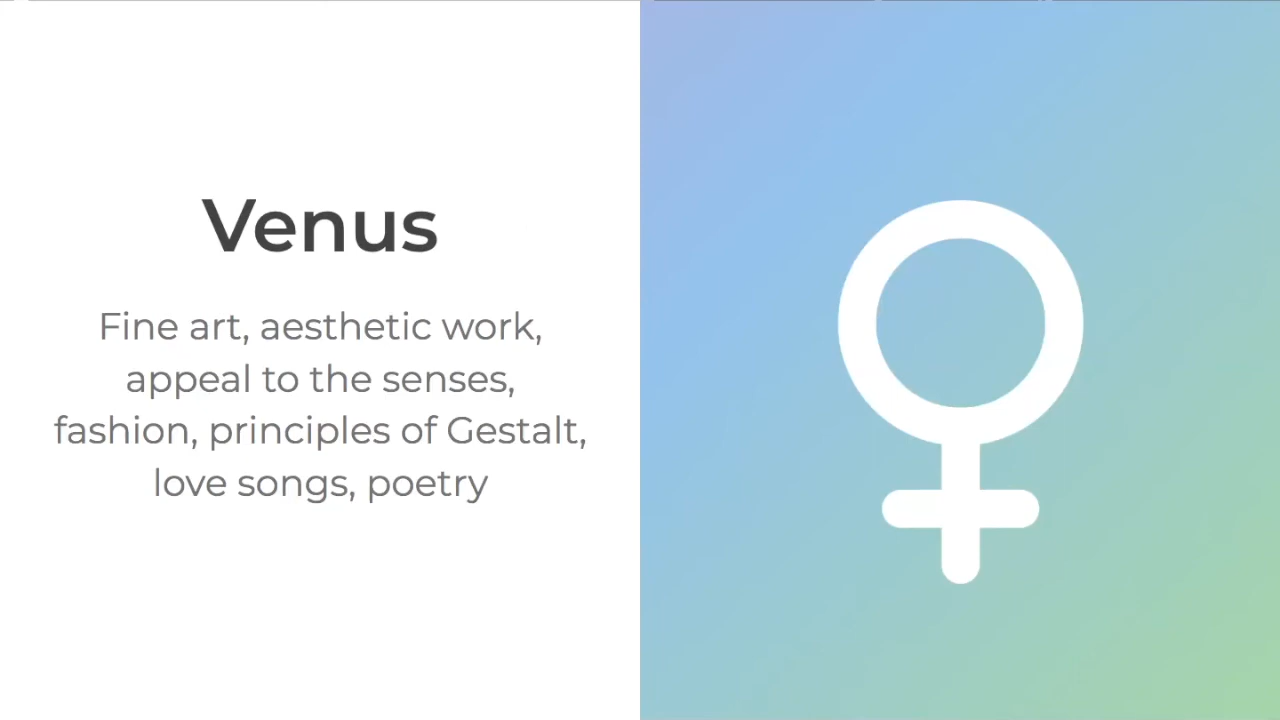 Venus
Fine art, aesthetic work,
appeal to the senses,
fashion, principles of Gestalt,
love songs, poetry